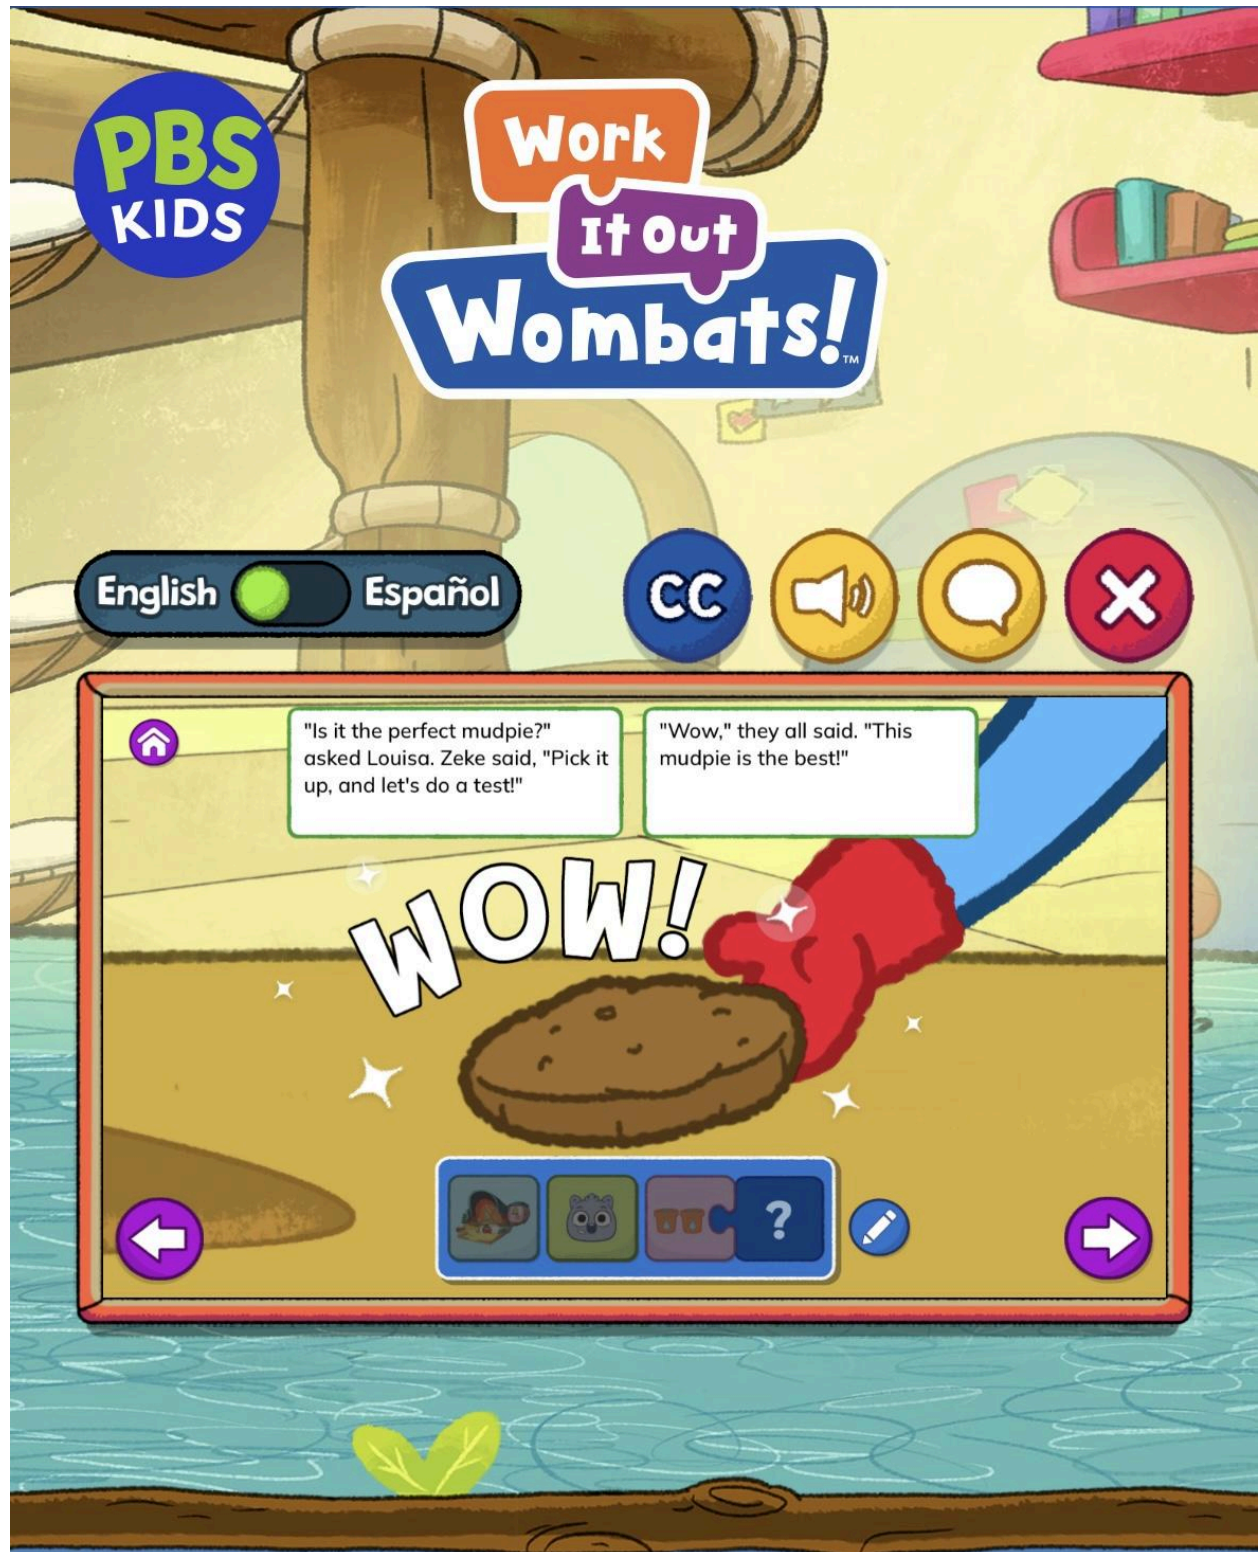 PBS
KIDS
Work
It Out
Wombats!™
English
Español
CC
"Is it the perfect mudpie?"
asked Louisa. Zeke said, "Pick it
up, and let's do a test!"
"Wow," they all said. "This
mudpie is the best!"
WOW!
?